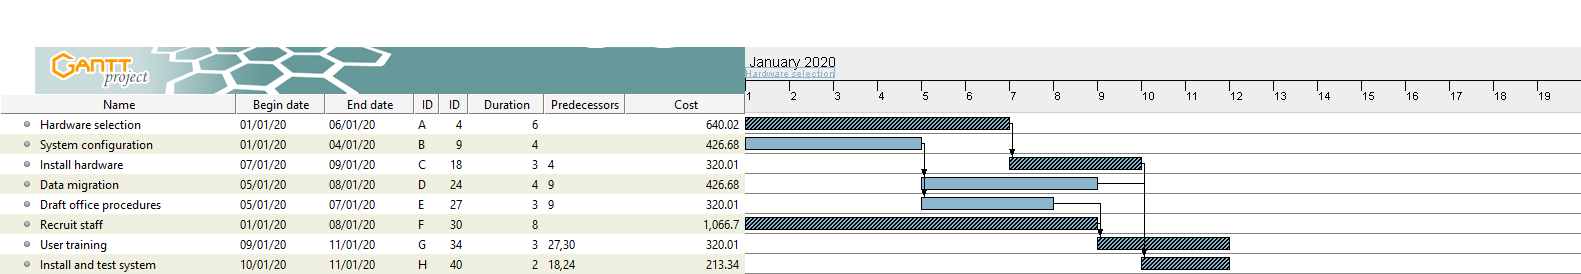 GANTT
project
January 2020
Hardware selection
1 2 3 4 5 6 7 8 9 10 11 12 13 14 15 16 17 18 19
Name Begin date End date ID ID Duration Predecessors Cost
Hardware selection 01/01/20 06/01/20 A 4 6 640.02
System configuration 01/01/20 04/01/20 B 9 4 426.68
Install hardware 07/01/20 09/01/20 C 18 3 4 320.01
Data migration 05/01/20 08/01/20 D 24 4 9 426.68
Draft office procedures 05/01/20 07/01/20 E 27 3 9 320.01
Recruit staff 01/01/20 08/01/20 F 30 8 1,066.7
User training 09/01/20 11/01/20 G 34 3 27,30 320.01
Install and test system 10/01/20 11/01/20 H 40 2 18,24 213.34